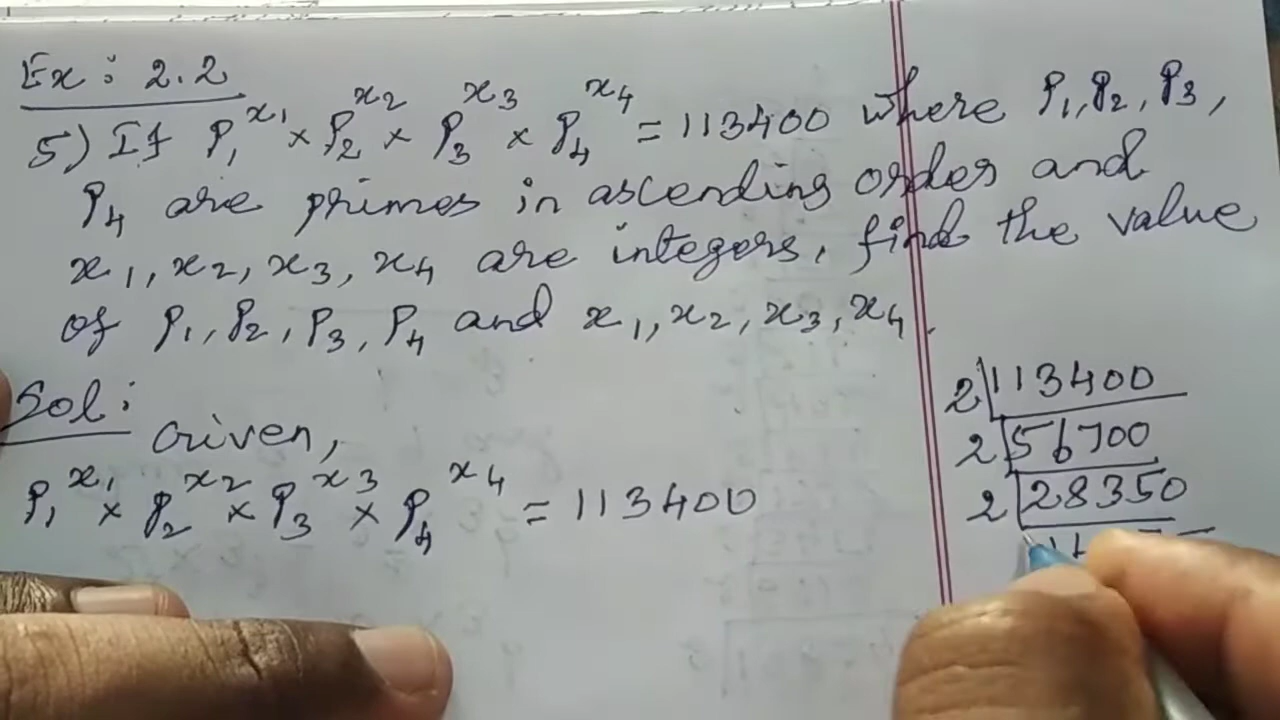 Ex : 2.2
5) If P₁^x₁ × P₂^x₂ × P₃^x₃ × P₄^x₄ = 113400 where P₁, P₂, P₃,
P₄ are primes in ascending order and
x₁, x₂, x₃, x₄ are integers, find the value
of P₁, P₂, P₃, P₄ and x₁, x₂, x₃, x₄.
Sol :
Given,
P₁^x₁ × P₂^x₂ × P₃^x₃ × P₄^x₄ = 113400
2 113400
2 56700
2 28350